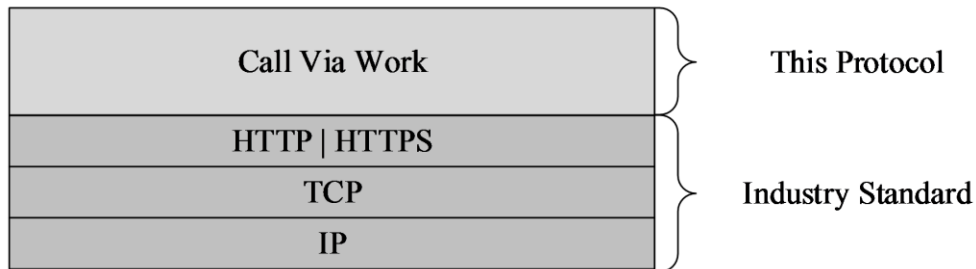 Call Via Work
This Protocol
HTTP | HTTPS
TCP
Industry Standard
IP